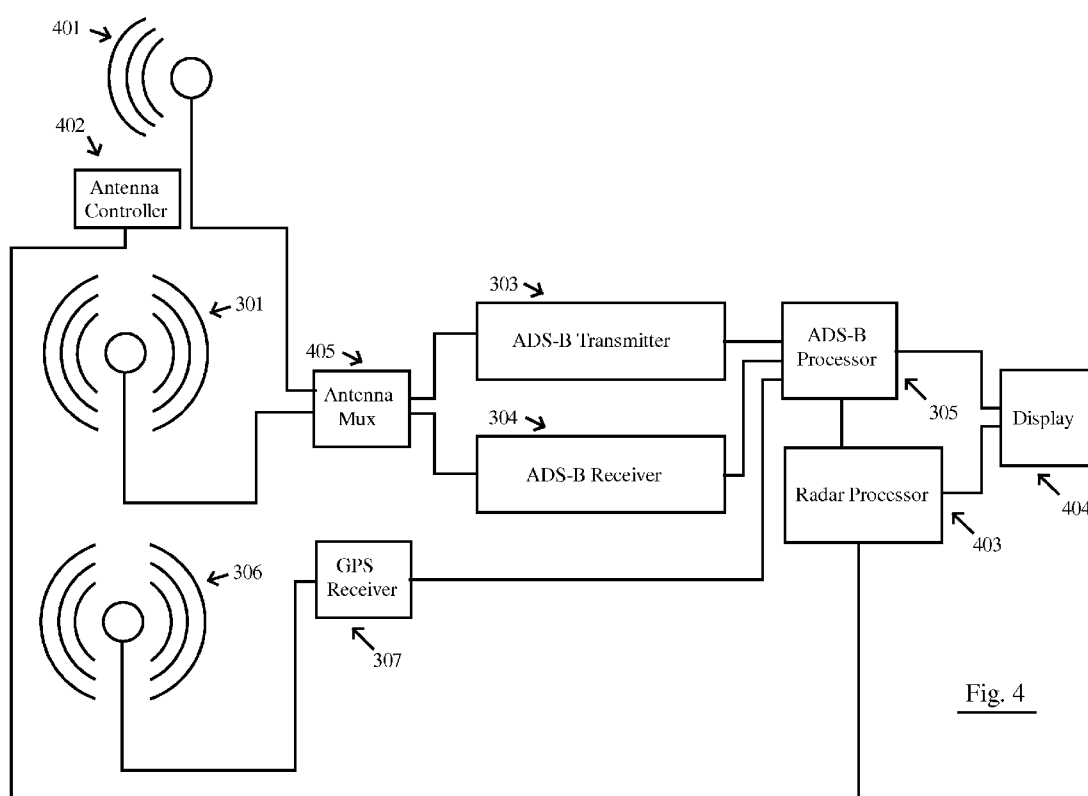 401
402
Antenna
Controller
301
303
ADS-B Transmitter
ADS-B
Processor
405
Antenna
Mux
305
Display
304
ADS-B Receiver
Radar Processor
404
403
306
GPS
Receiver
307
Fig. 4